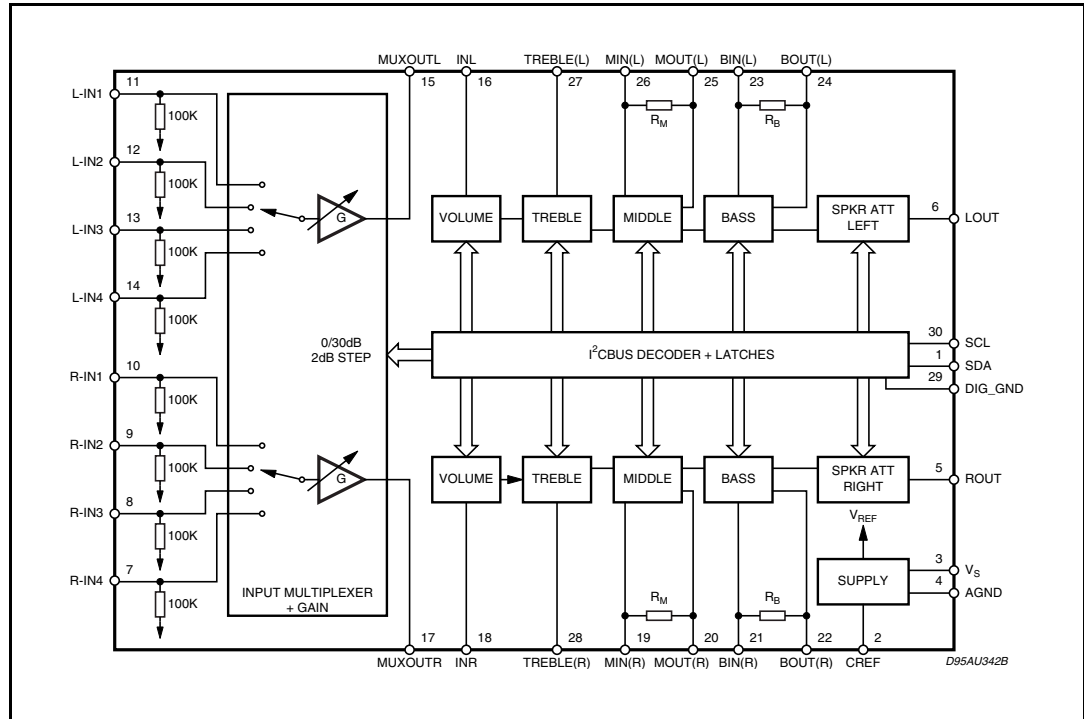 MUXOUTL INL TREBLE(L) MIN(L) MOUT(L) BIN(L) BOUT(L)
15 16 27 26 25 23 24
11
L-IN1
100K
R_M
R_B
12
L-IN2
100K
13
L-IN3
100K
14
L-IN4
100K
G
VOLUME
TREBLE
MIDDLE
BASS
SPKR ATT
LEFT
6
LOUT
0/30dB
2dB STEP
I²CBUS DECODER + LATCHES
30
SCL
1
SDA
29
DIG_GND
10
R-IN1
100K
9
R-IN2
100K
8
R-IN3
100K
7
R-IN4
100K
G
VOLUME
TREBLE
MIDDLE
BASS
SPKR ATT
RIGHT
5
ROUT
V_REF
SUPPLY
3
V_S
4
AGND
INPUT MULTIPLEXER
+ GAIN
R_M
R_B
17 18 28 19 20 21 22 2
MUXOUTR INR TREBLE(R) MIN(R) MOUT(R) BIN(R) BOUT(R) CREF
D95AU342B